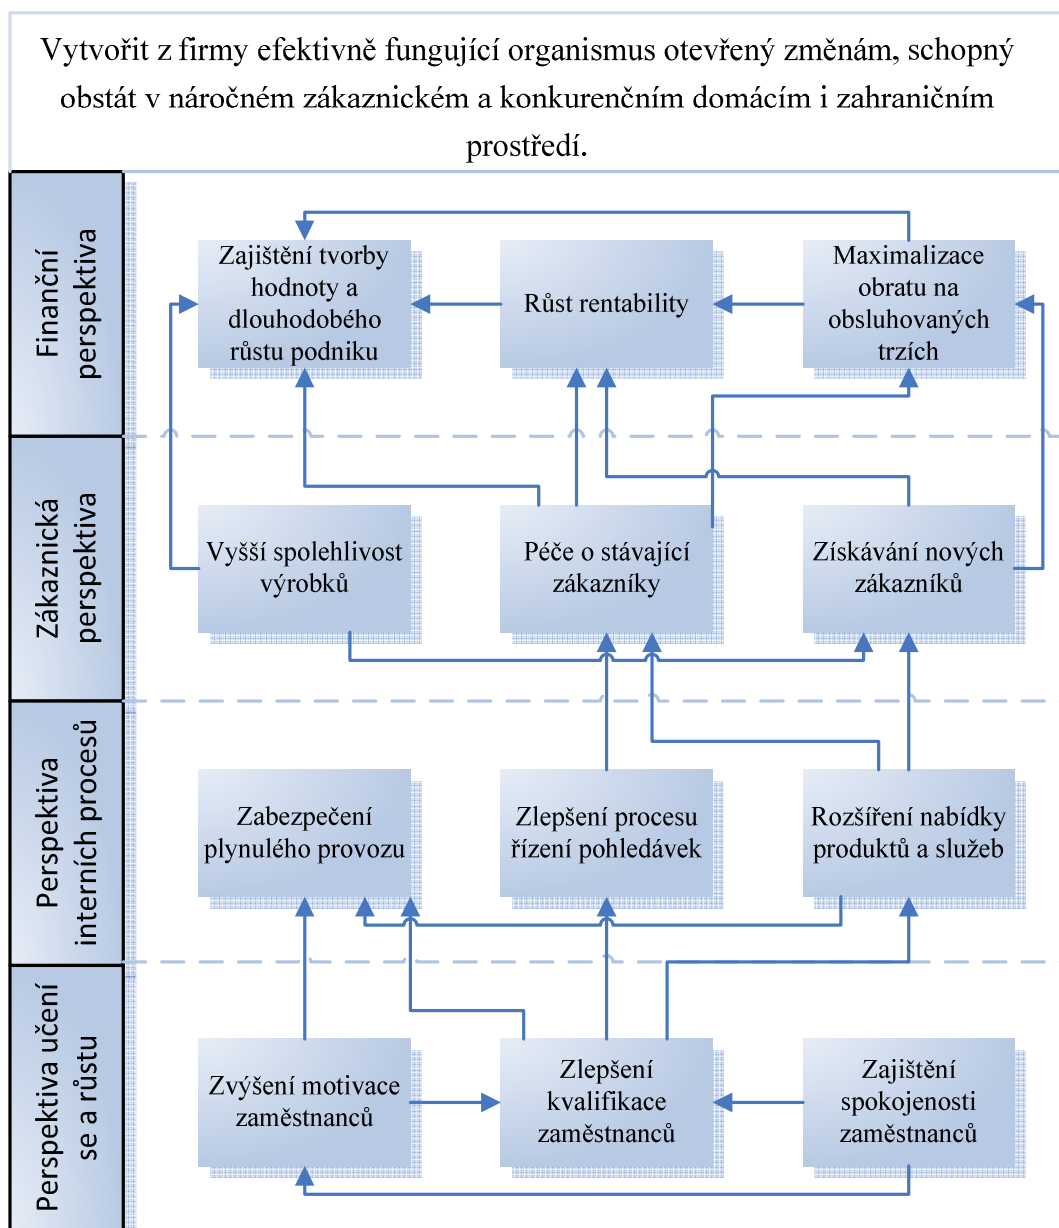 Vytvořit z firmy efektivně fungující organismus otevřený změnám, schopný
obstát v náročném zákaznickém a konkurenčním domácím i zahraničním
prostředí.
Finanční
perspektiva
Zajištění tvorby
hodnoty a
dlouhodobého
růstu podniku
Růst rentability
Maximalizace
obratu na
obsluhovaných
trzích
Zákaznická
perspektiva
Vyšší spolehlivost
výrobků
Péče o stávající
zákazníky
Získávání nových
zákazníků
Perspektiva
interních procesů
Zabezpečení
plynulého provozu
Zlepšení procesu
řízení pohledávek
Rozšíření nabídky
produktů a služeb
Perspektiva učení
se a růstu
Zvýšení motivace
zaměstnanců
Zlepšení
kvalifikace
zaměstnanců
Zajištění
spokojenosti
zaměstnanců